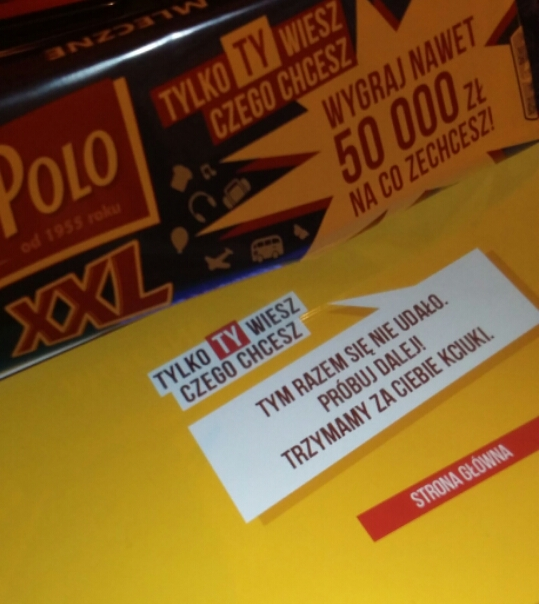 MLECZNE
TYLKO TY WIESZ
CZEGO CHCESZ
WYGRAJ NAWET
50 000 ZŁ
NA CO ZECHCESZ!
POLO
od 1955 roku
XXL
TYLKO TY WIESZ
CZEGO CHCESZ
TYM RAZEM SIĘ NIE UDAŁO.
PRÓBUJ DALEJ!
TRZYMAMY ZA CIEBIE KCIUKI.
STRONA GŁÓWNA